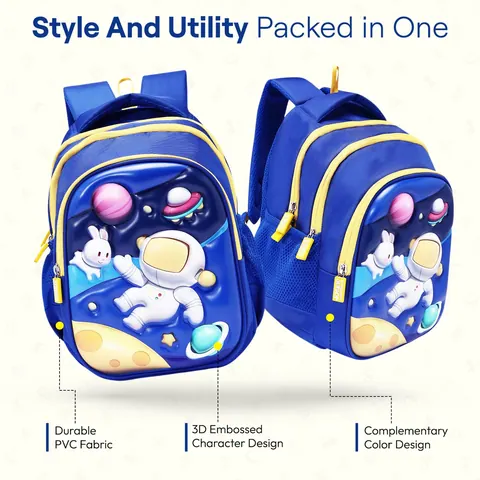 Style And Utility Packed in One
Durable
PVC Fabric
3D Embossed
Character Design
Complementary
Color Design